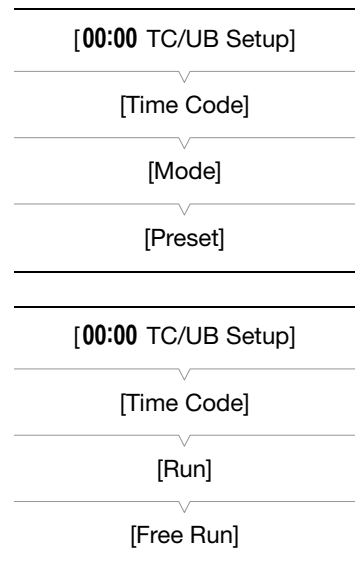 [00:00 TC/UB Setup]
[Time Code]
[Mode]
[Preset]
[00:00 TC/UB Setup]
[Time Code]
[Run]
[Free Run]